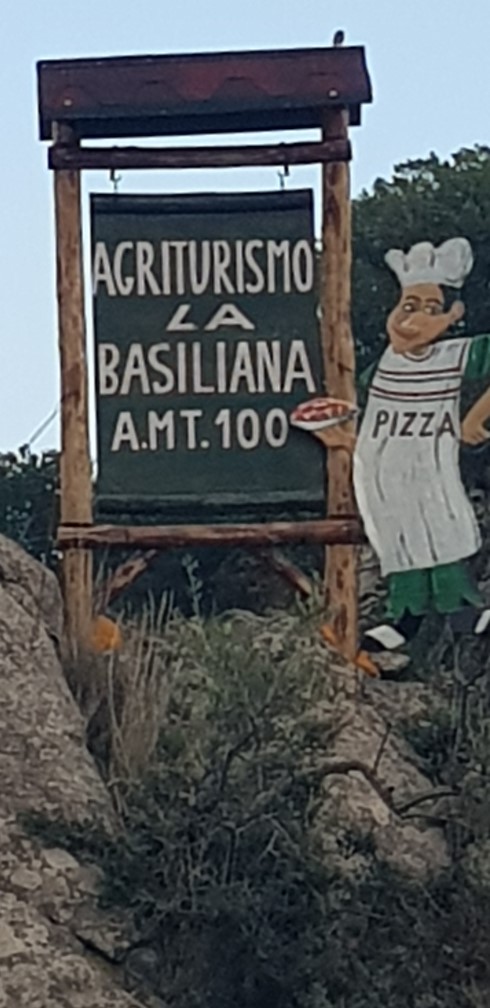 AGRITURISMO
LA
BASILIANA
A.MT.100
PIZZA